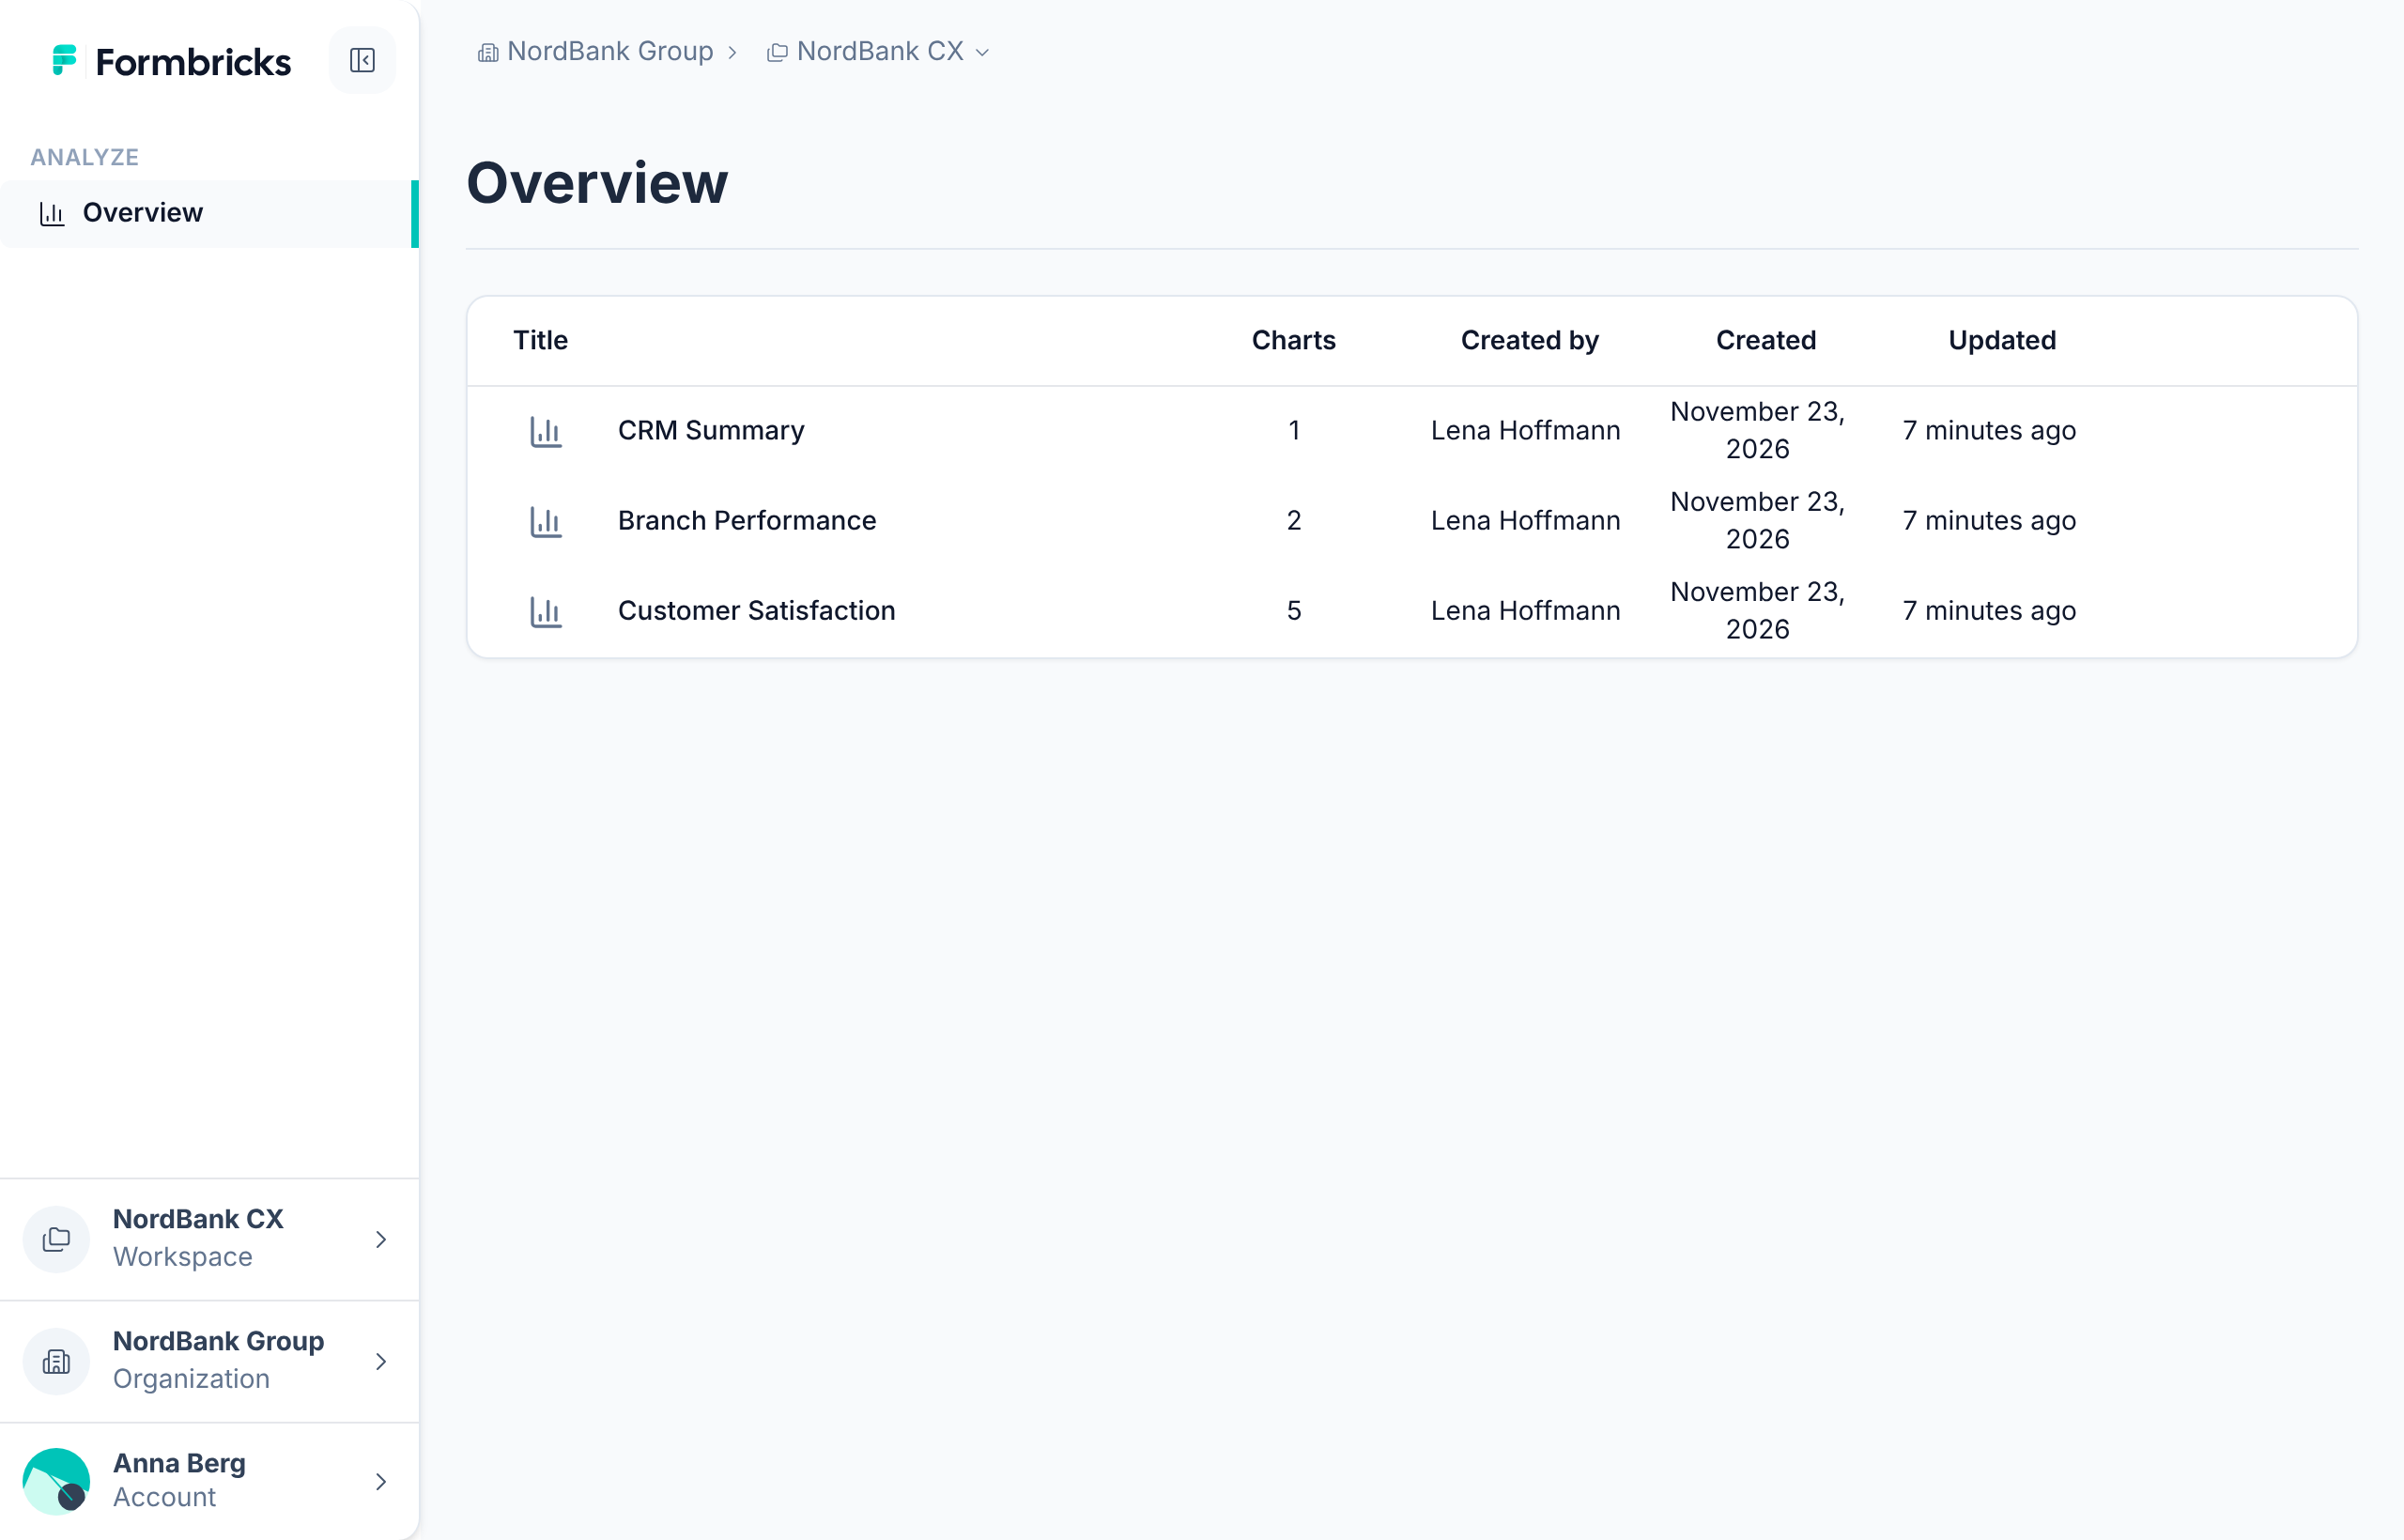 Formbricks
NordBank Group
NordBank CX
ANALYZE
Overview
Overview
Title Charts Created by Created Updated
CRM Summary 1 Lena Hoffmann November 23, 2026 7 minutes ago
Branch Performance 2 Lena Hoffmann November 23, 2026 7 minutes ago
Customer Satisfaction 5 Lena Hoffmann November 23, 2026 7 minutes ago
NordBank CX
Workspace
NordBank Group
Organization
Anna Berg
Account